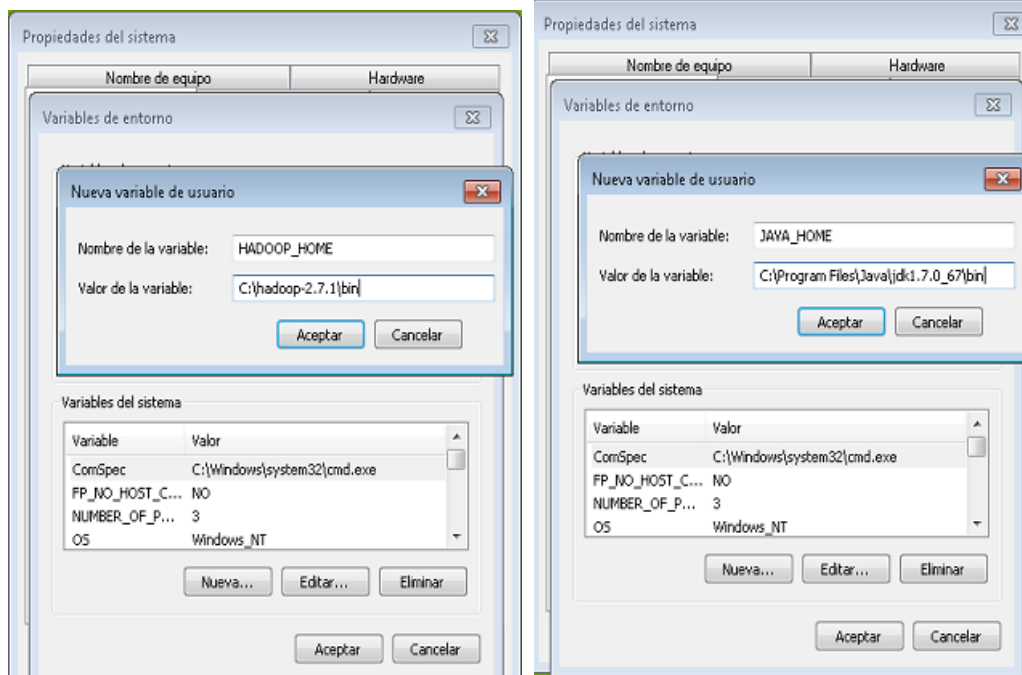 Propiedades del sistema
Nombre de equipo
Hardware
Variables de entorno
Nueva variable de usuario
Nombre de la variable:
HADOOP_HOME
Valor de la variable:
C:\hadoop-2.7.1\bin
Aceptar
Cancelar
Variables del sistema
Variable Valor
ComSpec C:\Windows\system32\cmd.exe
FP_NO_HOST_C... NO
NUMBER_OF_P... 3
OS Windows_NT
Nueva... Editar... Eliminar
Aceptar Cancelar
Propiedades del sistema
Nombre de equipo
Hardware
Variables de entorno
Nueva variable de usuario
Nombre de la variable:
JAVA_HOME
Valor de la variable:
C:\Program Files\Java\jdk1.7.0_67\bin
Aceptar
Cancelar
Variables del sistema
Variable Valor
ComSpec C:\Windows\system32\cmd.exe
FP_NO_HOST_C... NO
NUMBER_OF_P... 3
OS Windows_NT
Nueva... Editar... Eliminar
Aceptar Cancelar